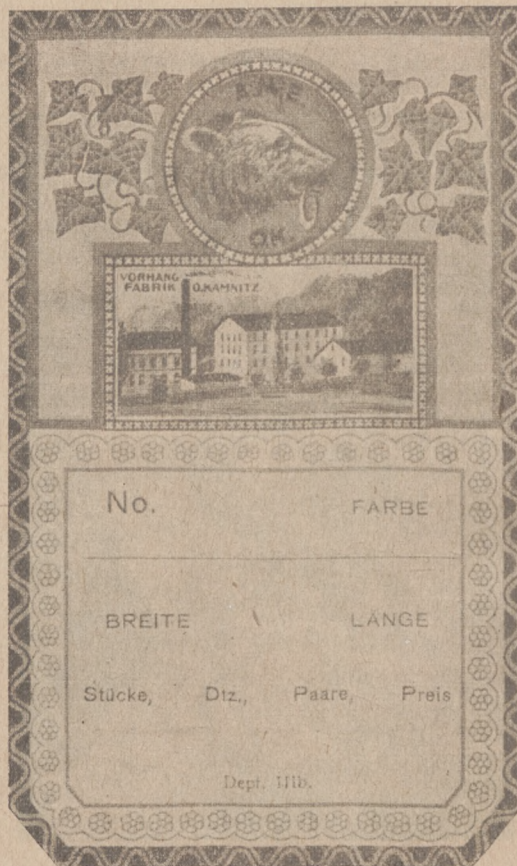 O.K.
VORHANG
FABRIK O.KAMNITZ
No. FARBE
BREITE LÄNGE
Stücke, Dtz., Paare, Preis
Dept. IIIb.